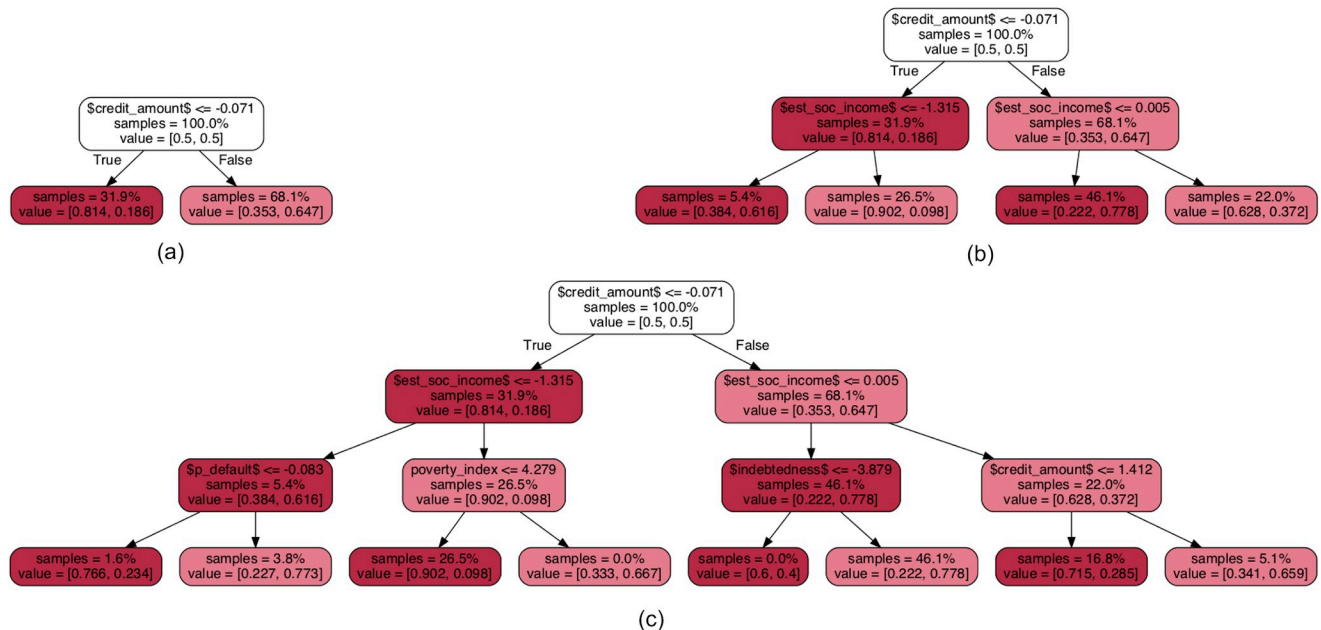 $credit_amount$ <= -0.071
samples = 100.0%
value = [0.5, 0.5]
True
False
samples = 31.9%
value = [0.814, 0.186]
samples = 68.1%
value = [0.353, 0.647]
(a)
$credit_amount$ <= -0.071
samples = 100.0%
value = [0.5, 0.5]
True
False
$est_soc_income$ <= -1.315
samples = 31.9%
value = [0.814, 0.186]
$est_soc_income$ <= 0.005
samples = 68.1%
value = [0.353, 0.647]
samples = 5.4%
value = [0.384, 0.616]
samples = 26.5%
value = [0.902, 0.098]
samples = 46.1%
value = [0.222, 0.778]
samples = 22.0%
value = [0.628, 0.372]
(b)
$credit_amount$ <= -0.071
samples = 100.0%
value = [0.5, 0.5]
True
False
$est_soc_income$ <= -1.315
samples = 31.9%
value = [0.814, 0.186]
$est_soc_income$ <= 0.005
samples = 68.1%
value = [0.353, 0.647]
$p_default$ <= -0.083
samples = 5.4%
value = [0.384, 0.616]
poverty_index <= 4.279
samples = 26.5%
value = [0.902, 0.098]
$indebtedness$ <= -3.879
samples = 46.1%
value = [0.222, 0.778]
$credit_amount$ <= 1.412
samples = 22.0%
value = [0.628, 0.372]
samples = 1.6%
value = [0.766, 0.234]
samples = 3.8%
value = [0.227, 0.773]
samples = 26.5%
value = [0.902, 0.098]
samples = 0.0%
value = [0.333, 0.667]
samples = 0.0%
value = [0.6, 0.4]
samples = 46.1%
value = [0.222, 0.778]
samples = 16.8%
value = [0.715, 0.285]
samples = 5.1%
value = [0.341, 0.659]
(c)